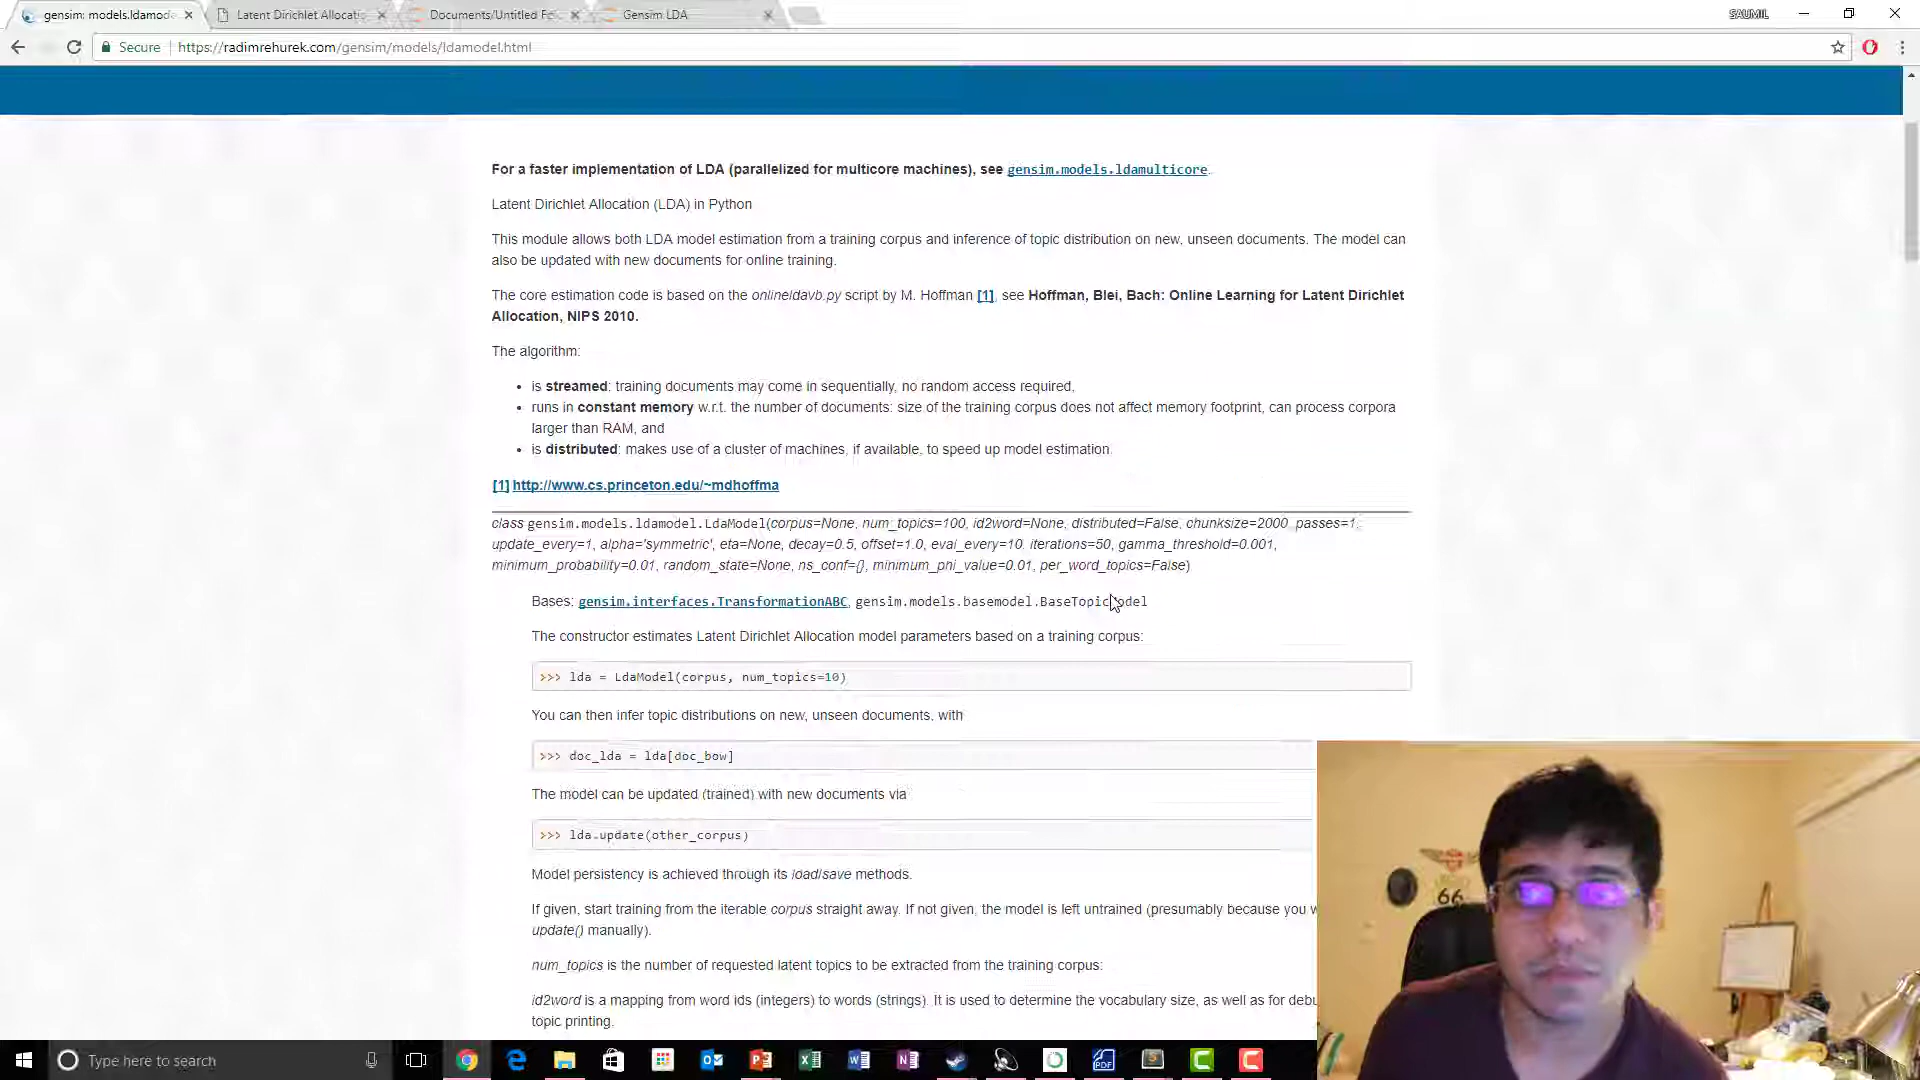 gensim: models.ldamode
Latent Dirichlet Allocati
Documents/Untitled Fo
Gensim LDA
SAUMIL
Secure
https://radimrehurek.com/gensim/models/ldamodel.html
For a faster implementation of LDA (parallelized for multicore machines), see gensim.models.ldamulticore.
Latent Dirichlet Allocation (LDA) in Python
This module allows both LDA model estimation from a training corpus and inference of topic distribution on new, unseen documents. The model can
also be updated with new documents for online training.
The core estimation code is based on the onlineldavb.py script by M. Hoffman [1], see Hoffman, Blei, Bach: Online Learning for Latent Dirichlet
Allocation, NIPS 2010.
The algorithm:
• is streamed: training documents may come in sequentially, no random access required,
• runs in constant memory w.r.t. the number of documents: size of the training corpus does not affect memory footprint, can process corpora
larger than RAM, and
• is distributed: makes use of a cluster of machines, if available, to speed up model estimation.
[1] http://www.cs.princeton.edu/~mdhoffma
class gensim.models.ldamodel.LdaModel(corpus=None, num_topics=100, id2word=None, distributed=False, chunksize=2000, passes=1,
update_every=1, alpha='symmetric', eta=None, decay=0.5, offset=1.0, eval_every=10, iterations=50, gamma_threshold=0.001,
minimum_probability=0.01, random_state=None, ns_conf={}, minimum_phi_value=0.01, per_word_topics=False)
Bases: gensim.interfaces.TransformationABC, gensim.models.basemodel.BaseTopicModel
The constructor estimates Latent Dirichlet Allocation model parameters based on a training corpus:
>>> lda = LdaModel(corpus, num_topics=10)
You can then infer topic distributions on new, unseen documents, with
>>> doc_lda = lda[doc_bow]
The model can be updated (trained) with new documents via
>>> lda.update(other_corpus)
Model persistency is achieved through its load/save methods.
If given, start training from the iterable corpus straight away. If not given, the model is left untrained (presumably because you w
update() manually).
num_topics is the number of requested latent topics to be extracted from the training corpus:
id2word is a mapping from word ids (integers) to words (strings). It is used to determine the vocabulary size, as well as for debu
topic printing.
66
Type here to search